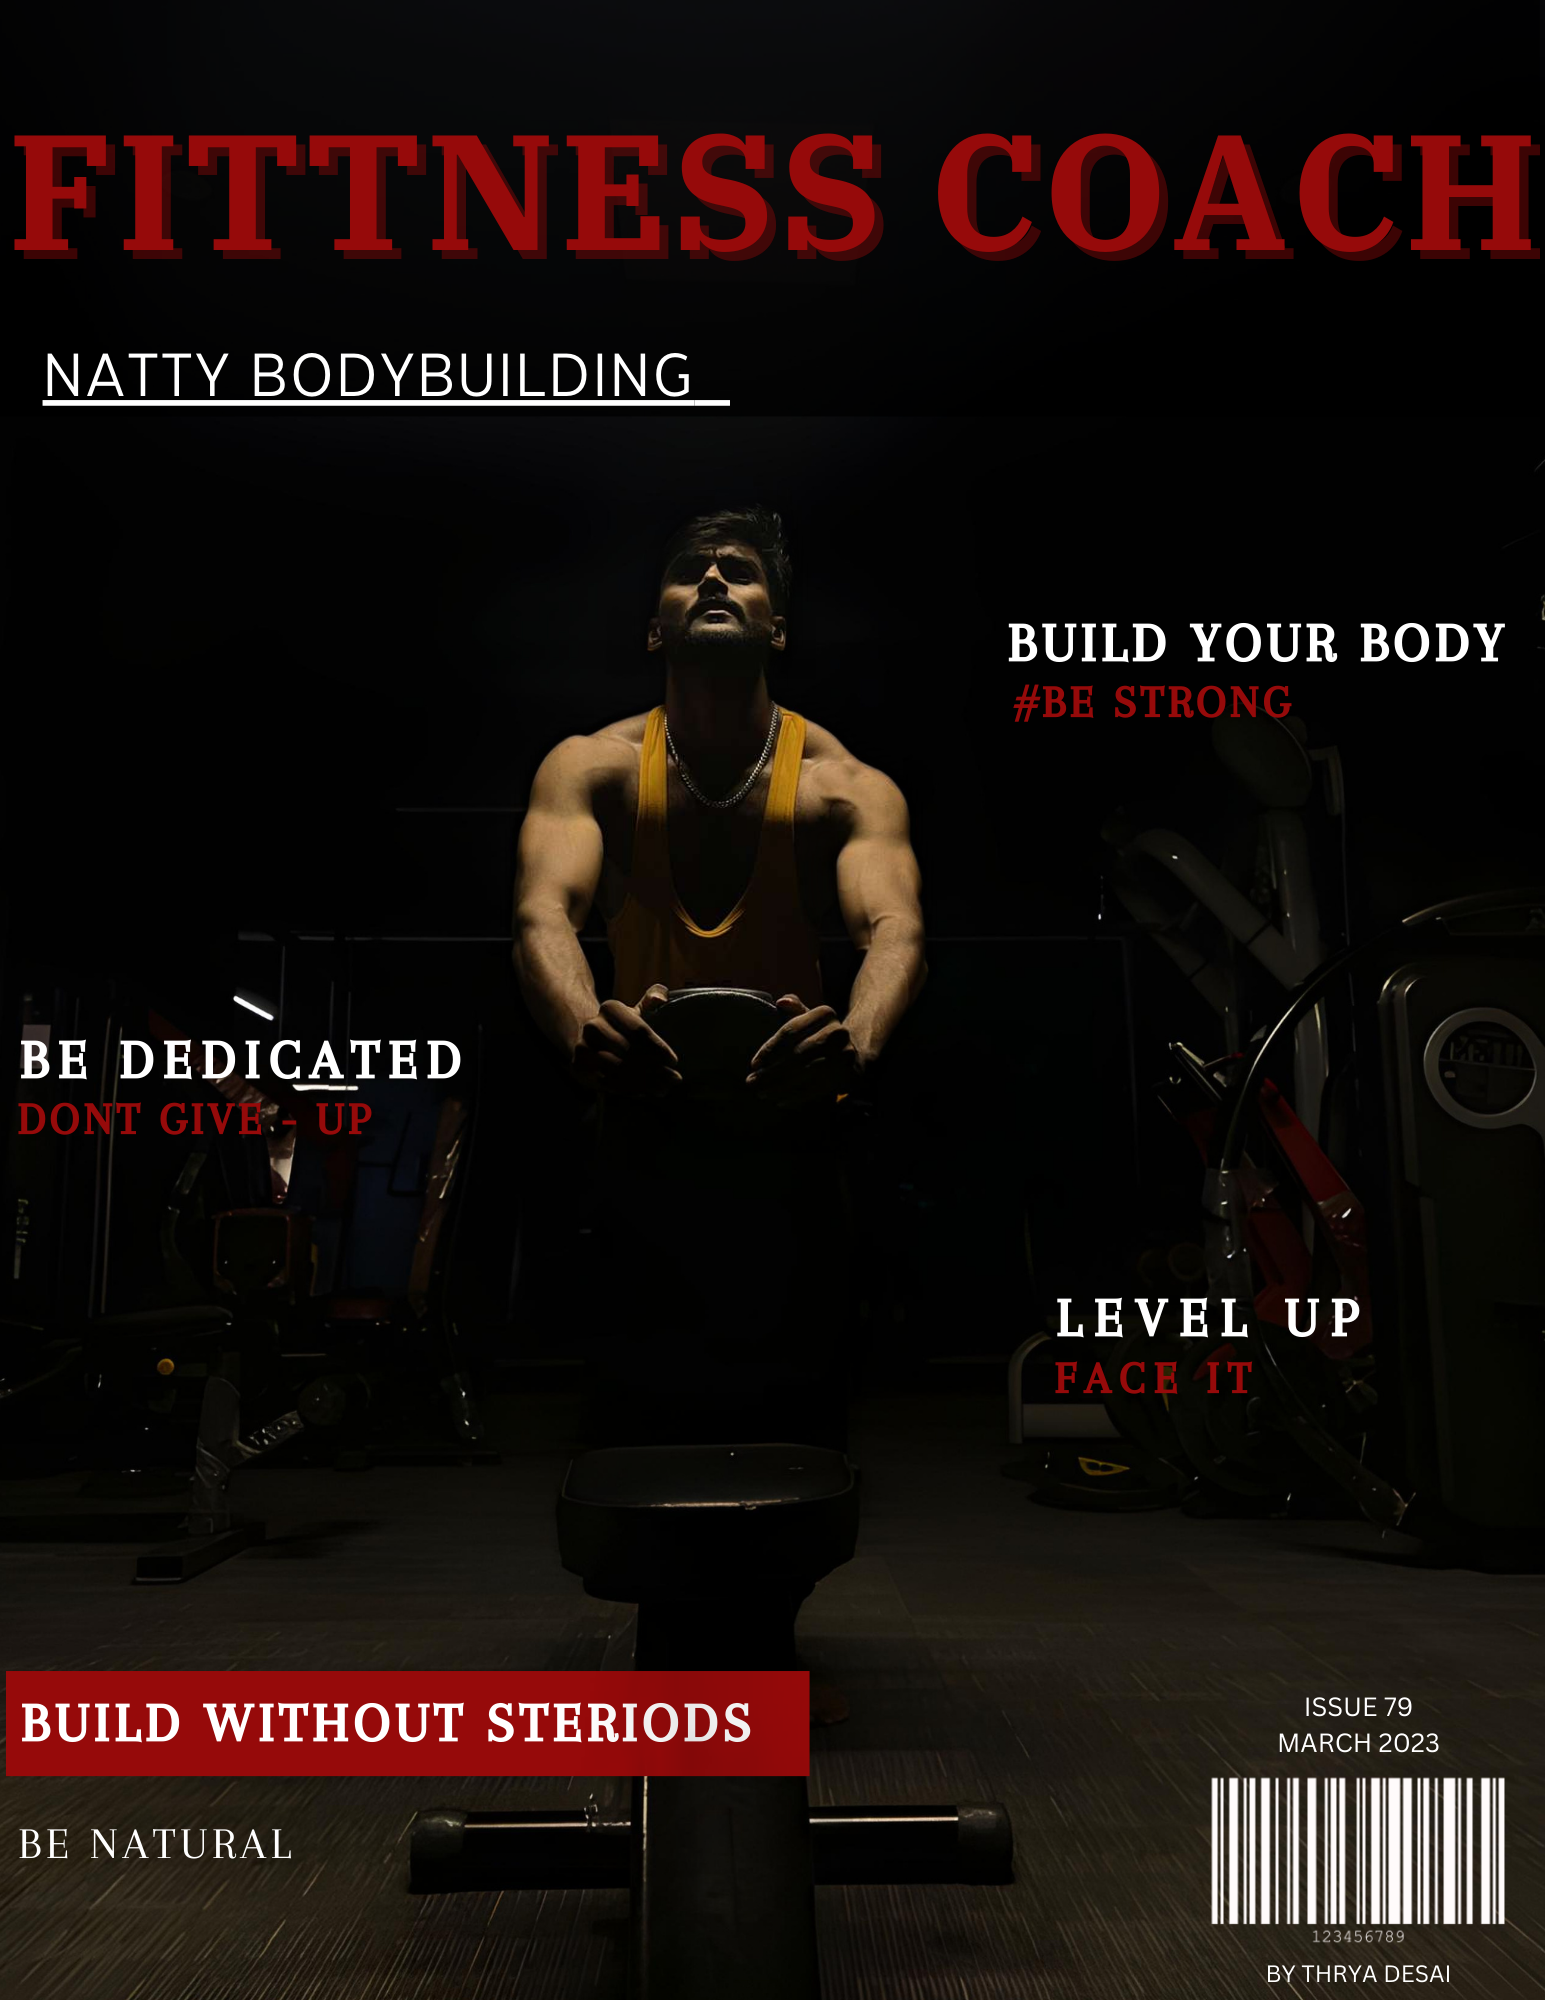 FITTNESS COACH
NATTY BODYBUILDING
BUILD YOUR BODY
#BE STRONG
BE DEDICATED
DONT GIVE - UP
LEVEL UP
FACE IT
BUILD WITHOUT STERIODS
BE NATURAL
ISSUE 79
MARCH 2023
123456789
BY THRYA DESAI